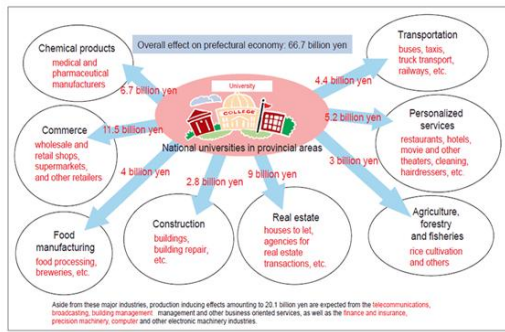 Overall effect on prefectural economy: 66.7 billion yen
Chemical products
medical and
pharmaceutical
manufacturers
6.7 billion yen
Transportation
buses, taxis,
truck transport,
railways, etc.
4.4 billion yen
University
COLLEGE
National universities in provincial areas
Commerce
wholesale and
retail shops,
supermarkets,
and other retailers
11.5 billion yen
Personalized
services
restaurants, hotels,
movie and other
theaters, cleaning,
hairdressers, etc.
5.2 billion yen
4 billion yen
2.8 billion yen
9 billion yen
3 billion yen
Food
manufacturing
food processing,
breweries, etc.
Construction
buildings,
building repair,
etc.
Real estate
houses to let,
agencies for
real estate
transactions, etc.
Agriculture,
forestry
and fisheries
rice cultivation
and others
Aside from these major industries, production inducing effects amounting to 20.1 billion yen are expected from the telecommunications,
broadcasting, building management management and other business oriented services, as well as the finance and insurance,
precision machinery, computer and other electronic machinery industries.